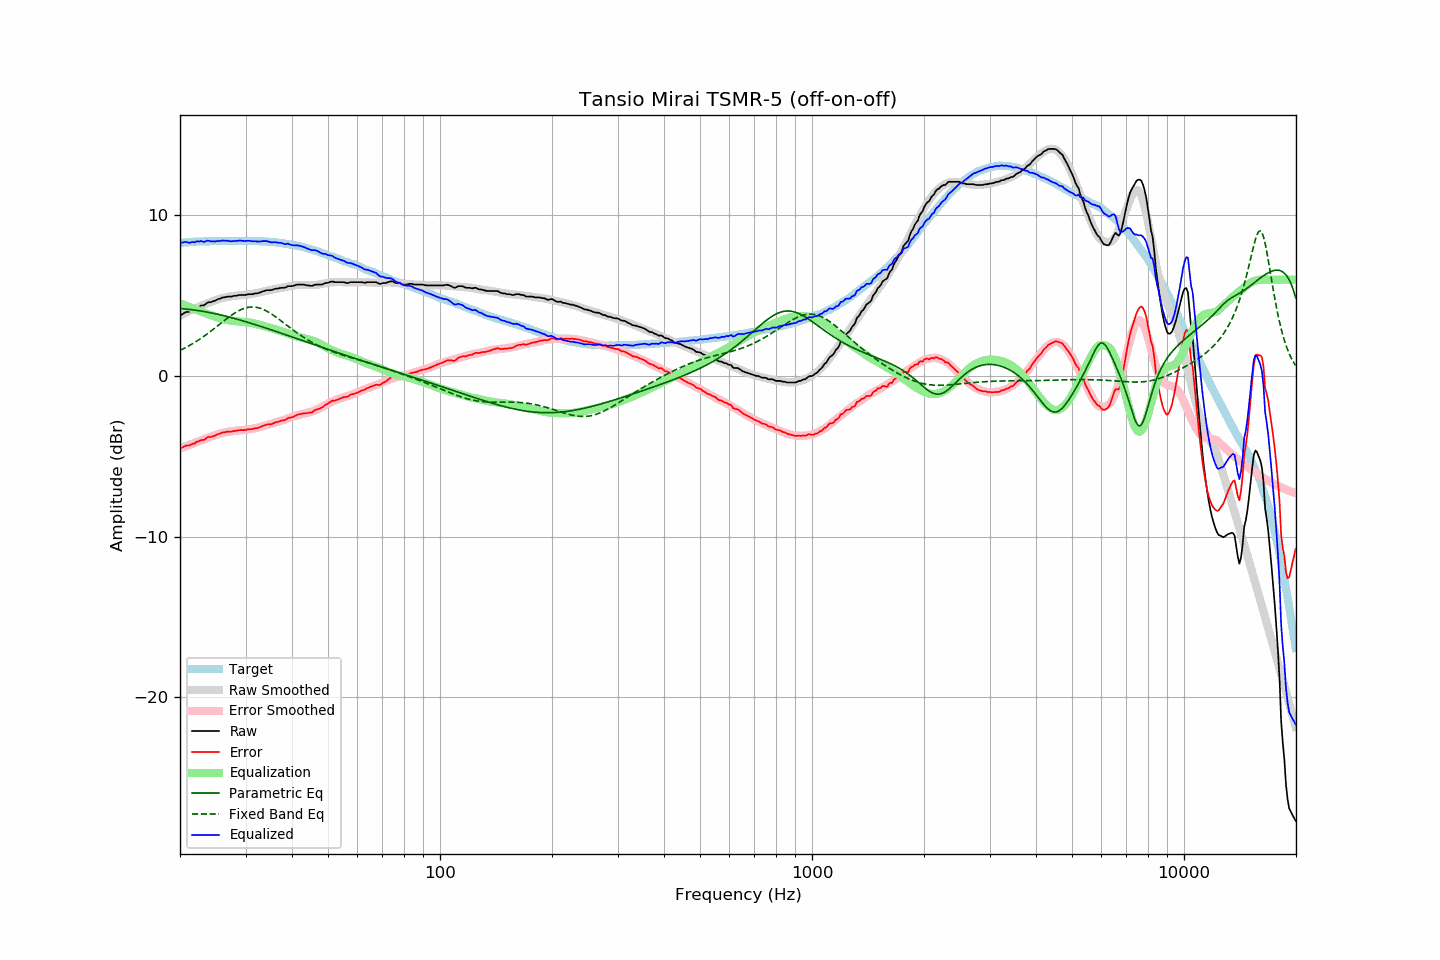 Tansio Mirai TSMR-5 (off-on-off)
10
0
−10
−20
Amplitude (dBr)
Target
Raw Smoothed
Error Smoothed
Raw
Error
Equalization
Parametric Eq
Fixed Band Eq
Equalized
100
1000
10000
Frequency (Hz)